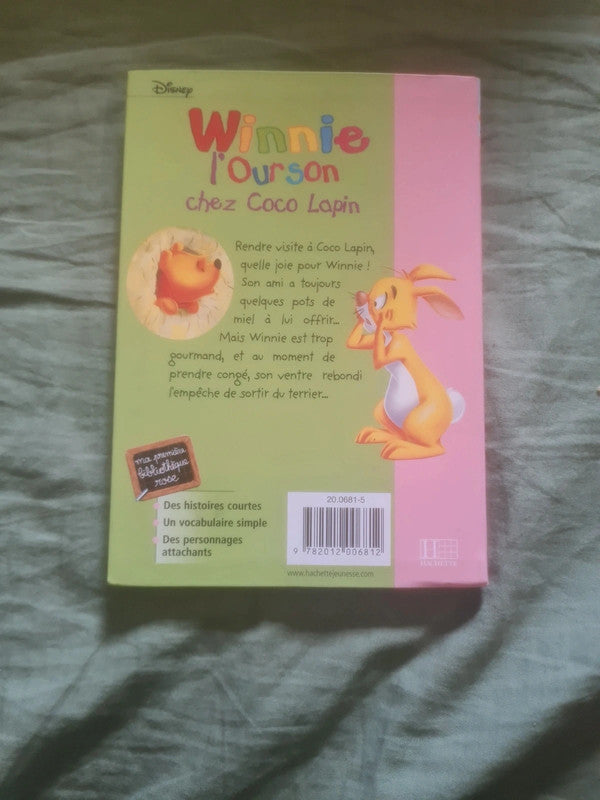 Disney
Winnie
l'Ourson
chez Coco Lapin
Rendre visite à Coco Lapin,
quelle joie pour Winnie !
Son ami a toujours
quelques pots de
miel à lui offrir...
Mais Winnie est trop
gourmand, et au moment de
prendre congé, son ventre rebondi
l'empêche de sortir du terrier...
ma première
bibliothèque
rose
Des histoires courtes
Un vocabulaire simple
Des personnages
attachants
20.0681-5
9 782012 006812
www.hachettejeunesse.com
HACHETTE